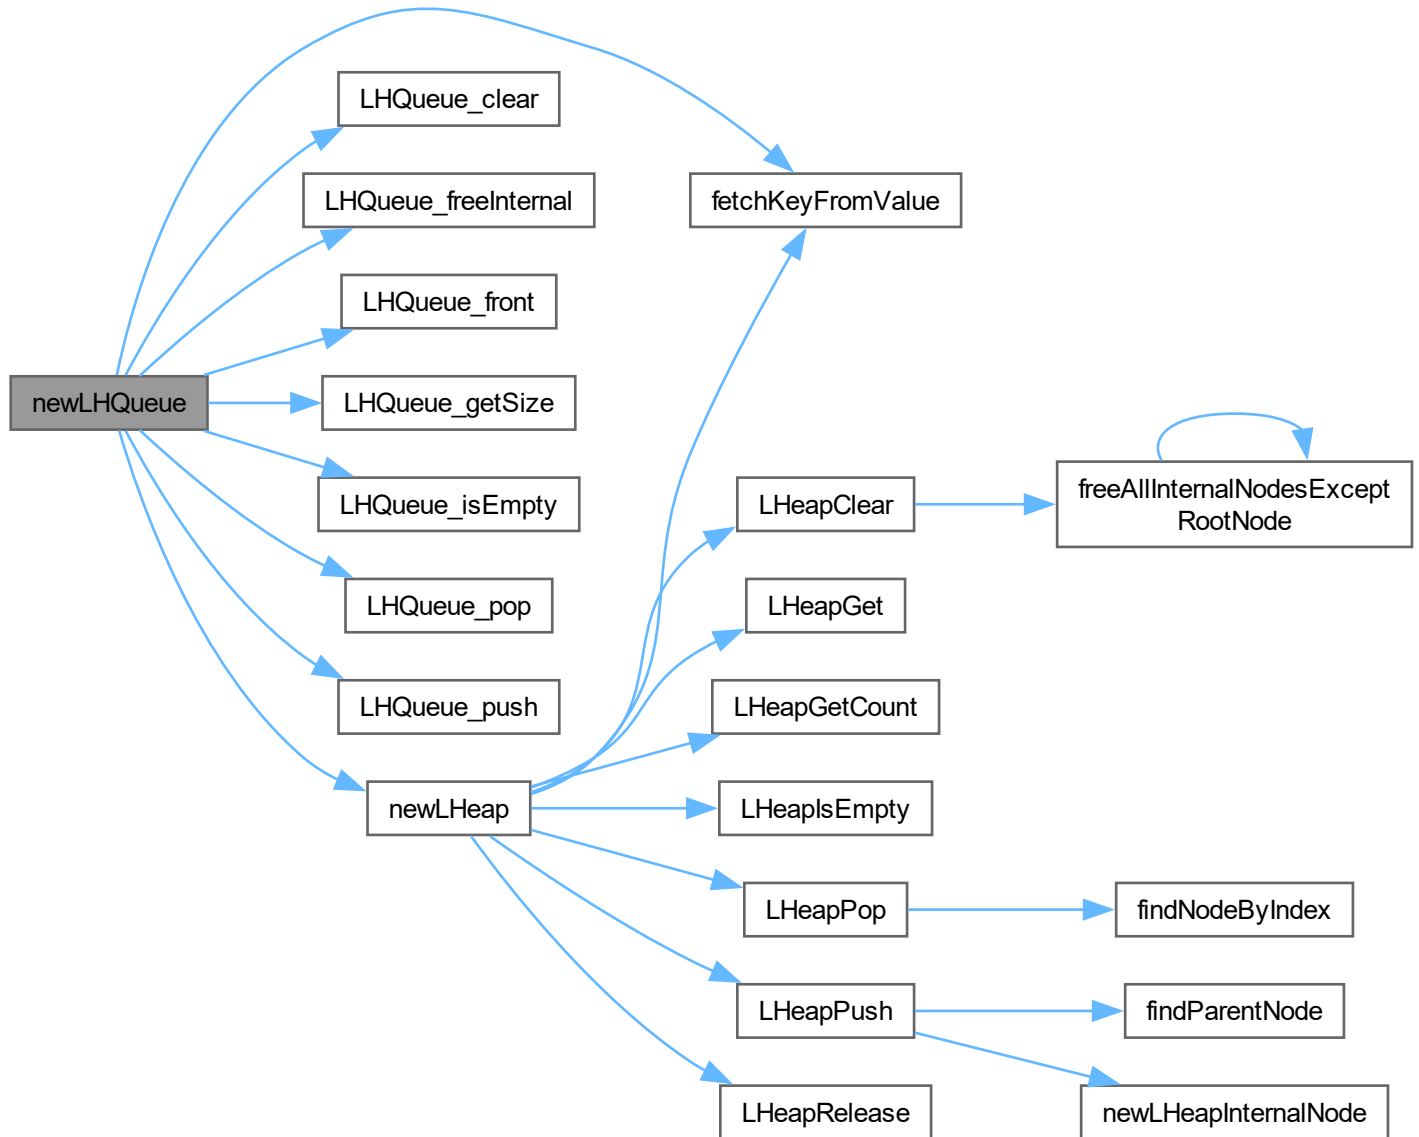 LHQueue_clear
LHQueue_freeInternal
fetchKeyFromValue
LHQueue_front
newLHQueue
LHQueue_getSize
LHQueue_isEmpty
LHeapClear
freeAllInternalNodesExcept
RootNode
LHQueue_pop
LHeapGet
LHQueue_push
LHeapGetCount
newLHeap
LHeapIsEmpty
LHeapPop
findNodeByIndex
LHeapPush
findParentNode
LHeapRelease
newLHeapInternalNode